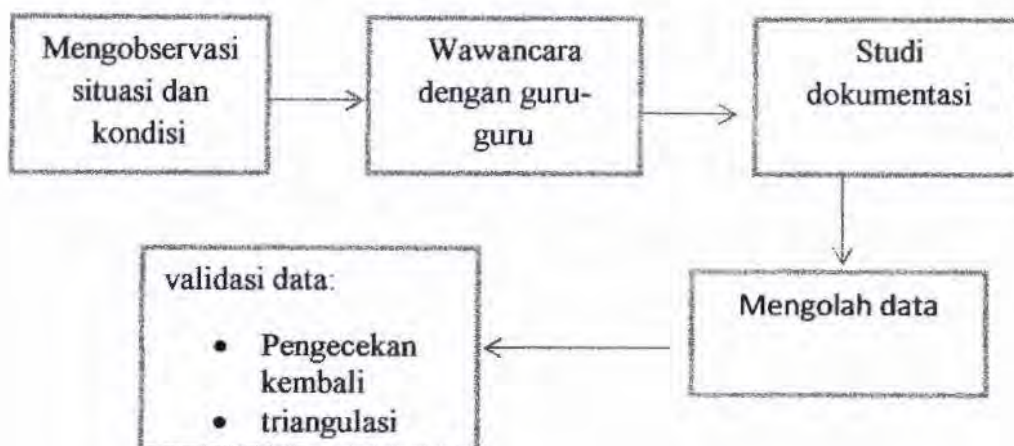 Mengobservasi
situasi dan
kondisi
Wawancara
dengan guru-
guru
Studi
dokumentasi
Mengolah data
validasi data:
• Pengecekan
kembali
• triangulasi